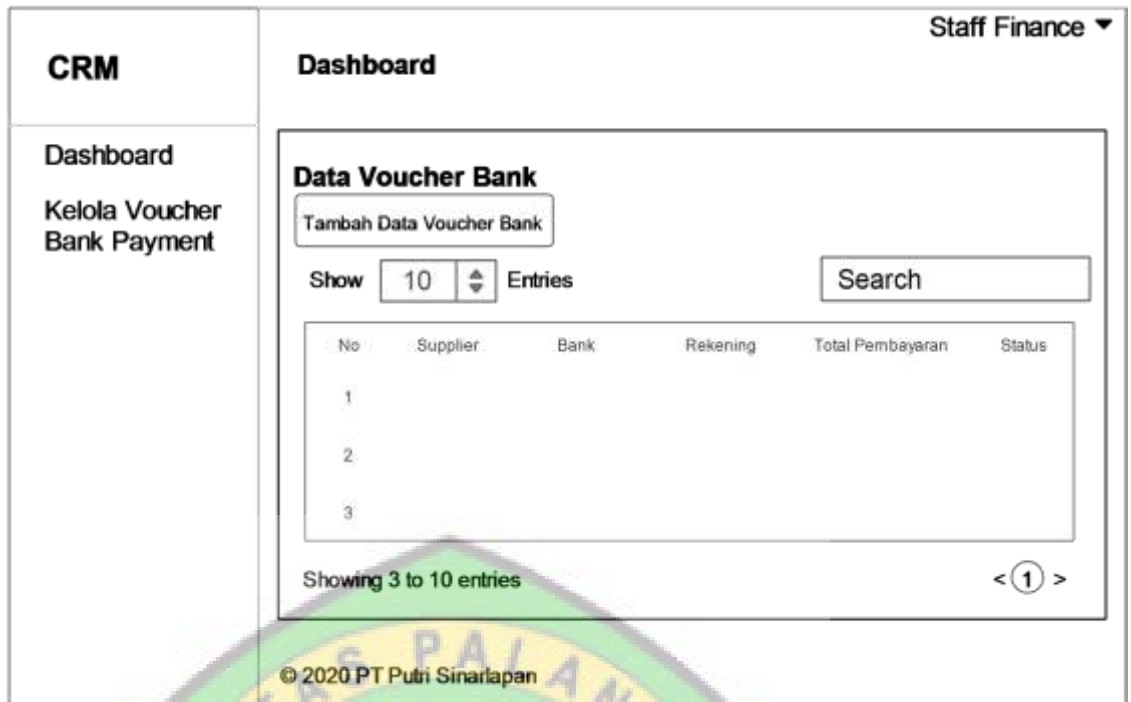 Staff Finance
CRM
Dashboard
Dashboard
Kelola Voucher
Bank Payment
Data Voucher Bank
Tambah Data Voucher Bank
Show 10 Entries
Search
No Supplier Bank Rekening Total Pembayaran Status
1
2
3
Showing 3 to 10 entries
< 1 >
© 2020 PT Putri Sinarlapan
TAS PALAN